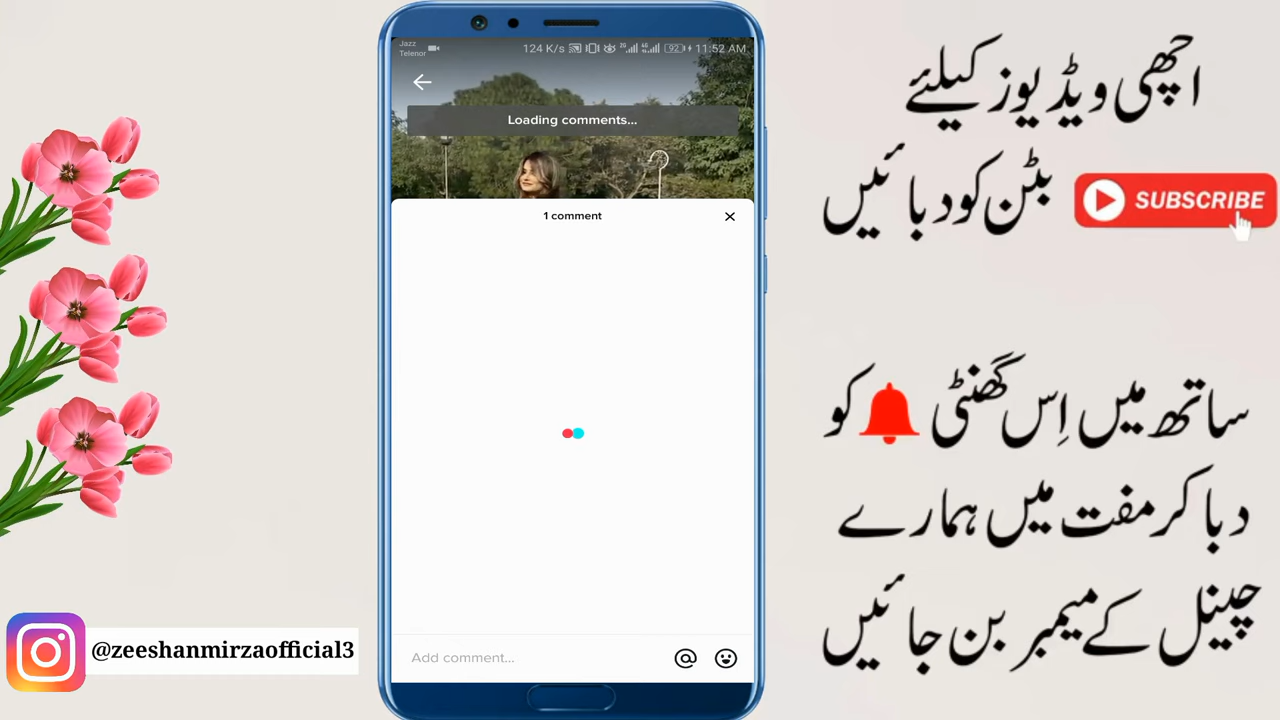 Jazz
Telenor
124 K/s 92 11:52 AM
Loading comments...
1 comment
Add comment...
@zeeshanmirzaofficial3
اچھی ویڈیوز کیلئے
بٹن کو دبائیں
SUBSCRIBE
ساتھ میں اِس گھنٹی کو
دبا کر مفت میں ہمارے
چینل کے میمبر بن جائیں